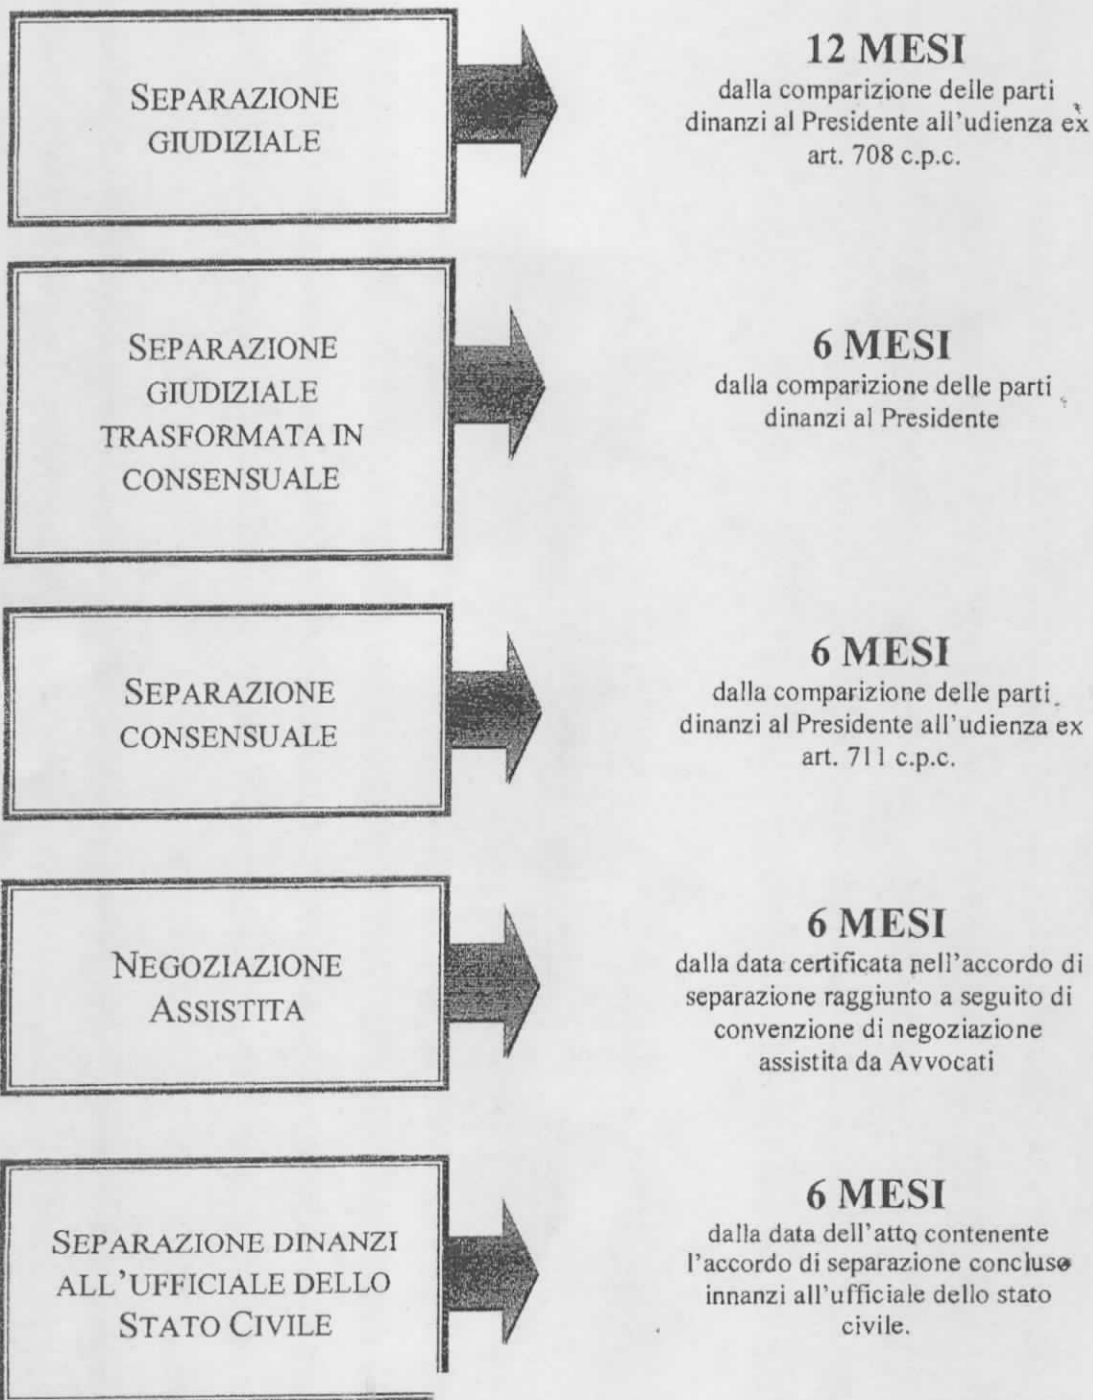 SEPARAZIONE
GIUDIZIALE
12 MESI
dalla comparizione delle parti
dinanzi al Presidente all'udienza ex
art. 708 c.p.c.
SEPARAZIONE
GIUDIZIALE
TRASFORMATA IN
CONSENSUALE
6 MESI
dalla comparizione delle parti
dinanzi al Presidente
SEPARAZIONE
CONSENSUALE
6 MESI
dalla comparizione delle parti
dinanzi al Presidente all'udienza ex
art. 711 c.p.c.
NEGOZIAZIONE
ASSISTITA
6 MESI
dalla data certificata nell'accordo di
separazione raggiunto a seguito di
convenzione di negoziazione
assistita da Avvocati
SEPARAZIONE DINANZI
ALL'UFFICIALE DELLO
STATO CIVILE
6 MESI
dalla data dell'atto contenente
l'accordo di separazione concluso
innanzi all'ufficiale dello stato
civile.